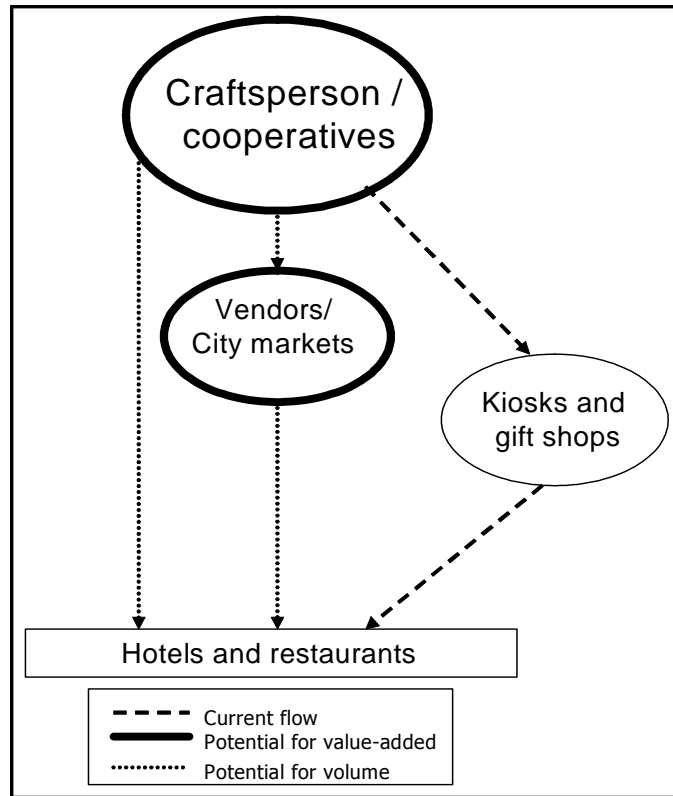 Craftsperson /
cooperatives
Vendors/
City markets
Kiosks and
gift shops
Hotels and restaurants
Current flow
Potential for value-added
Potential for volume